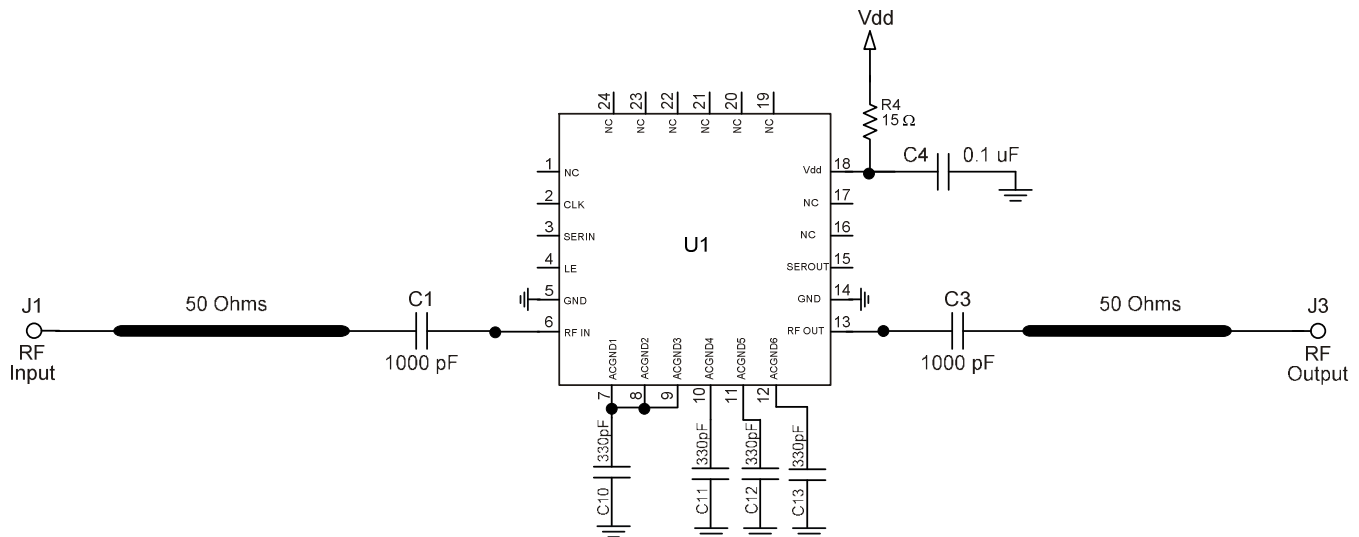 Vdd
R4
15 Ω
C4
0.1 uF
24
23
22
21
20
19
NC
NC
NC
NC
NC
NC
1
NC
2
CLK
3
SERIN
4
LE
5
GND
6
RF IN
U1
Vdd
18
NC
17
NC
16
SEROUT
15
GND
14
RF OUT
13
J1
RF
Input
50 Ohms
C1
1000 pF
C3
1000 pF
50 Ohms
J3
RF
Output
ACGND1
ACGND2
ACGND3
ACGND4
ACGND5
ACGND6
7
8
9
10
11
12
330pF
C10
330pF
C11
330pF
C12
330pF
C13